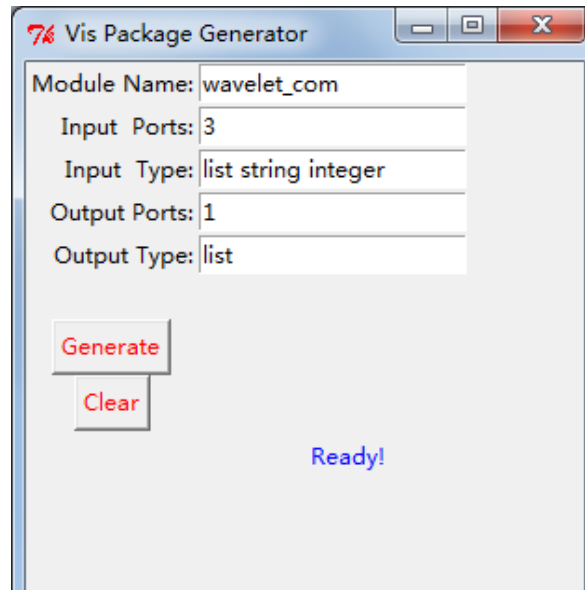 Vis Package Generator
Module Name: wavelet_com
Input Ports: 3
Input Type: list string integer
Output Ports: 1
Output Type: list
Generate
Clear
Ready!